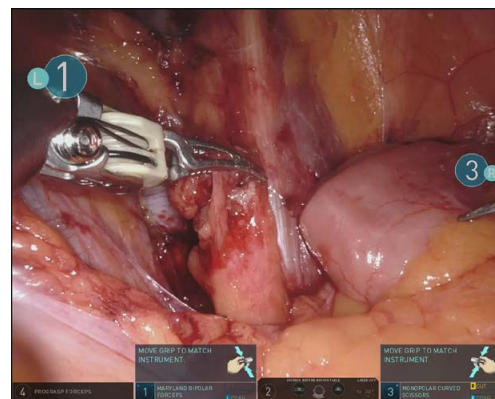 L 1
3 R
MOVE GRIP TO MATCH
INSTRUMENT.
MOVE GRIP TO MATCH
INSTRUMENT.
4 PROGRASP FORCEPS
1 MARYLAND BIPOLAR
FORCEPS
2
3 MONOPOLAR CURVED
SCISSORS
CUT